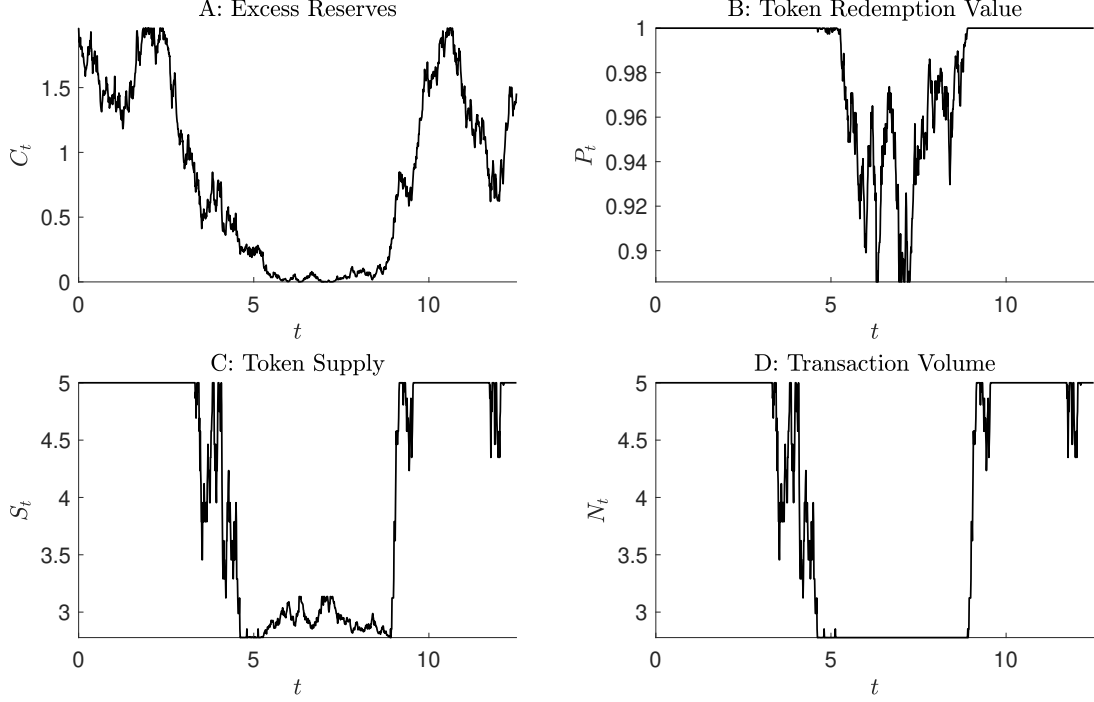 A: Excess Reserves
C_t
1.5
1
0.5
0
0 5 10
t
B: Token Redemption Value
P_t
1
0.98
0.96
0.94
0.92
0.9
0 5 10
t
C: Token Supply
S_t
5
4.5
4
3.5
3
0 5 10
t
D: Transaction Volume
N_t
5
4.5
4
3.5
3
0 5 10
t